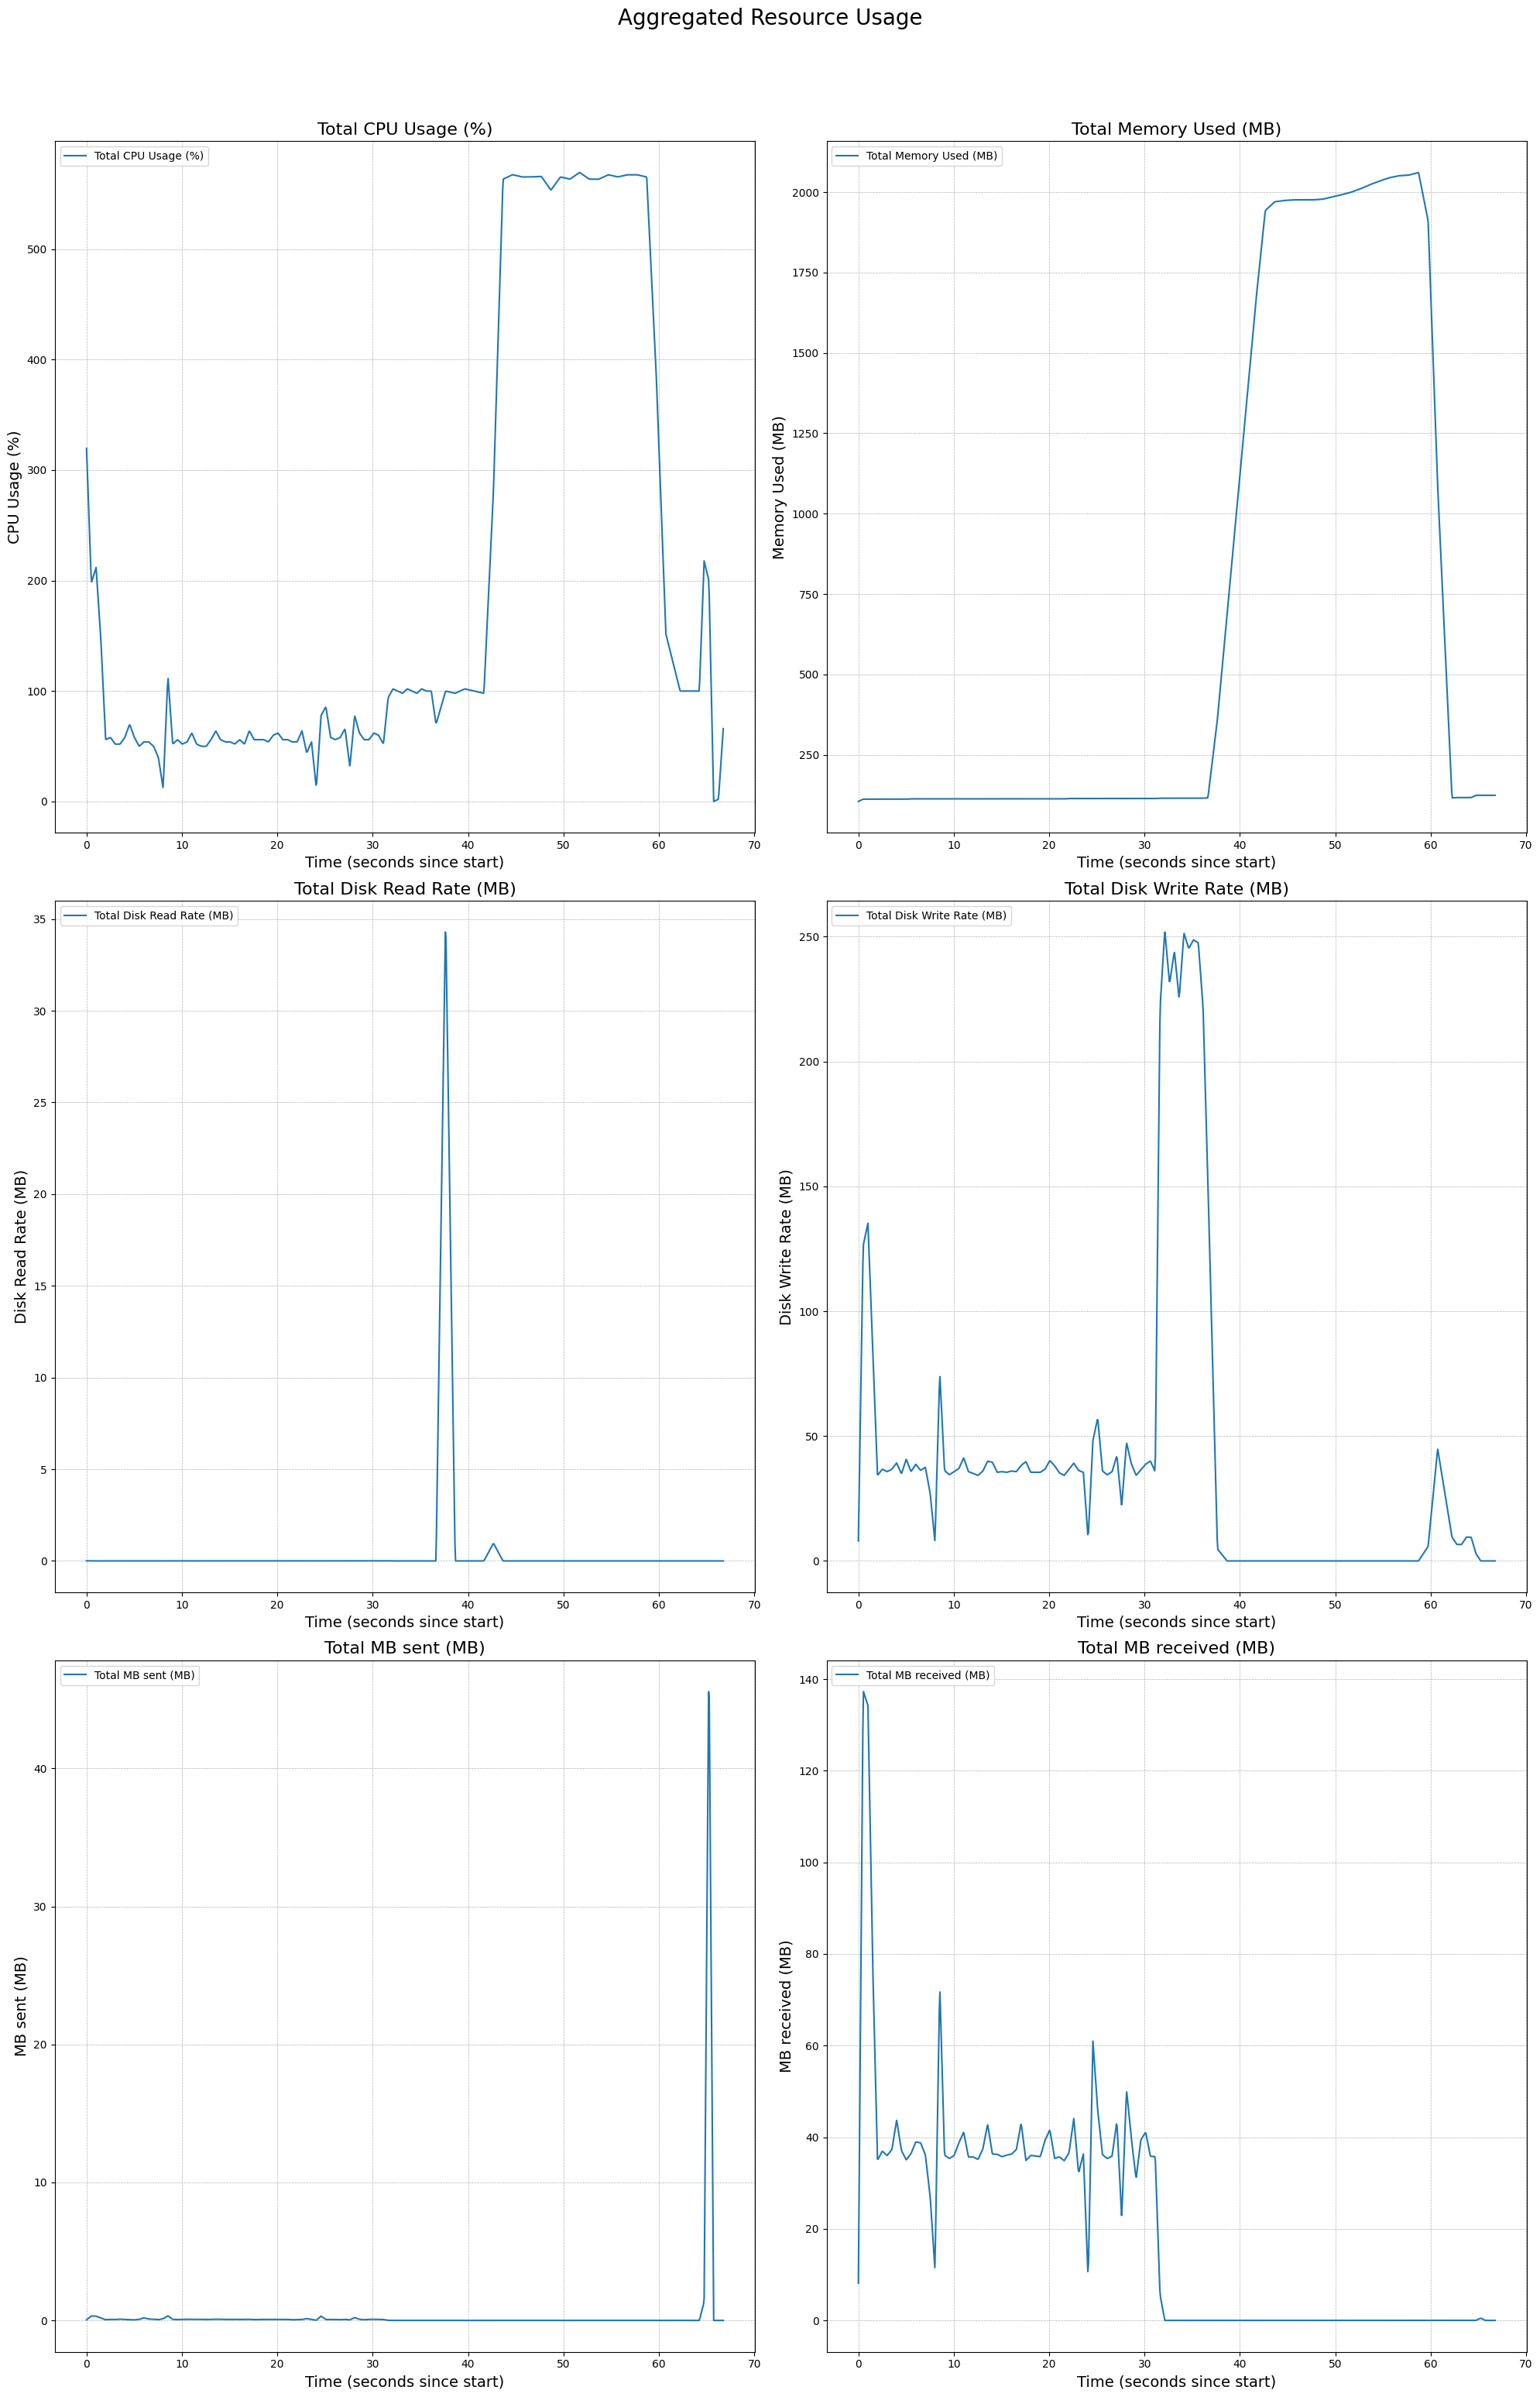 Aggregated Resource Usage
Total CPU Usage (%)
Total CPU Usage (%)
CPU Usage (%)
500
400
300
200
100
0
0 10 20 30 40 50 60 70
Time (seconds since start)
Total Memory Used (MB)
Total Memory Used (MB)
Memory Used (MB)
2000
1750
1500
1250
1000
750
500
250
0 10 20 30 40 50 60 70
Time (seconds since start)
Total Disk Read Rate (MB)
Total Disk Read Rate (MB)
Disk Read Rate (MB)
35
30
25
20
15
10
5
0
0 10 20 30 40 50 60 70
Time (seconds since start)
Total Disk Write Rate (MB)
Total Disk Write Rate (MB)
Disk Write Rate (MB)
250
200
150
100
50
0
0 10 20 30 40 50 60 70
Time (seconds since start)
Total MB sent (MB)
Total MB sent (MB)
MB sent (MB)
40
30
20
10
0
0 10 20 30 40 50 60 70
Time (seconds since start)
Total MB received (MB)
Total MB received (MB)
MB received (MB)
140
120
100
80
60
40
20
0
0 10 20 30 40 50 60 70
Time (seconds since start)